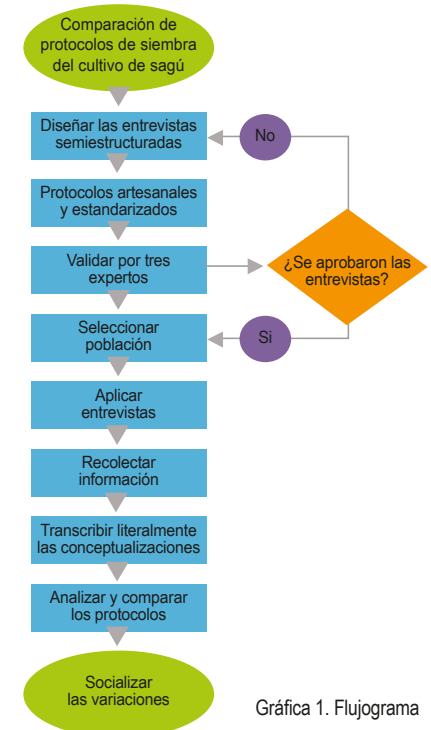 Comparación de
protocolos de siembra
del cultivo de sagú
Diseñar las entrevistas
semiestructuradas
No
Protocolos artesanales
y estandarizados
Validar por tres
expertos
¿Se aprobaron las
entrevistas?
Seleccionar
población
Si
Aplicar
entrevistas
Recolectar
información
Transcribir literalmente
las conceptualizaciones
Analizar y comparar
los protocolos
Socializar
las variaciones
Gráfica 1. Flujograma